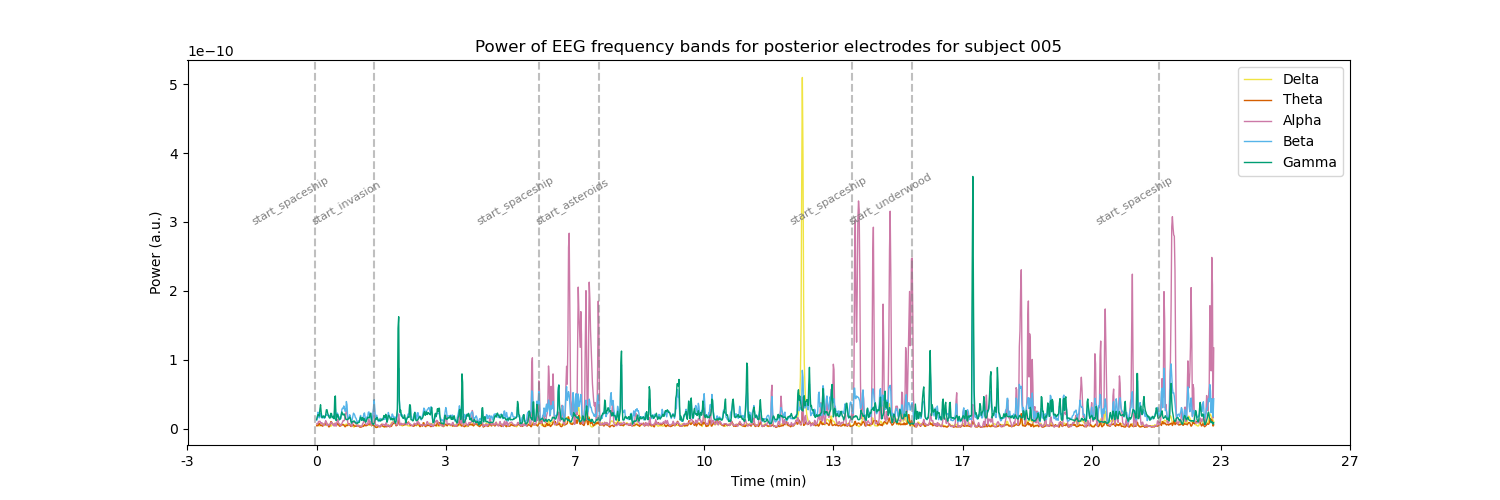 Power of EEG frequency bands for posterior electrodes for subject 005
1e−10
Delta
Theta
Alpha
Beta
Gamma
5
4
3
2
1
0
Power (a.u.)
start_spaceship
start_invasion
start_spaceship
start_asteroids
start_spaceship
start_underwood
start_spaceship
-3
0
3
7
10
13
17
20
23
27
Time (min)